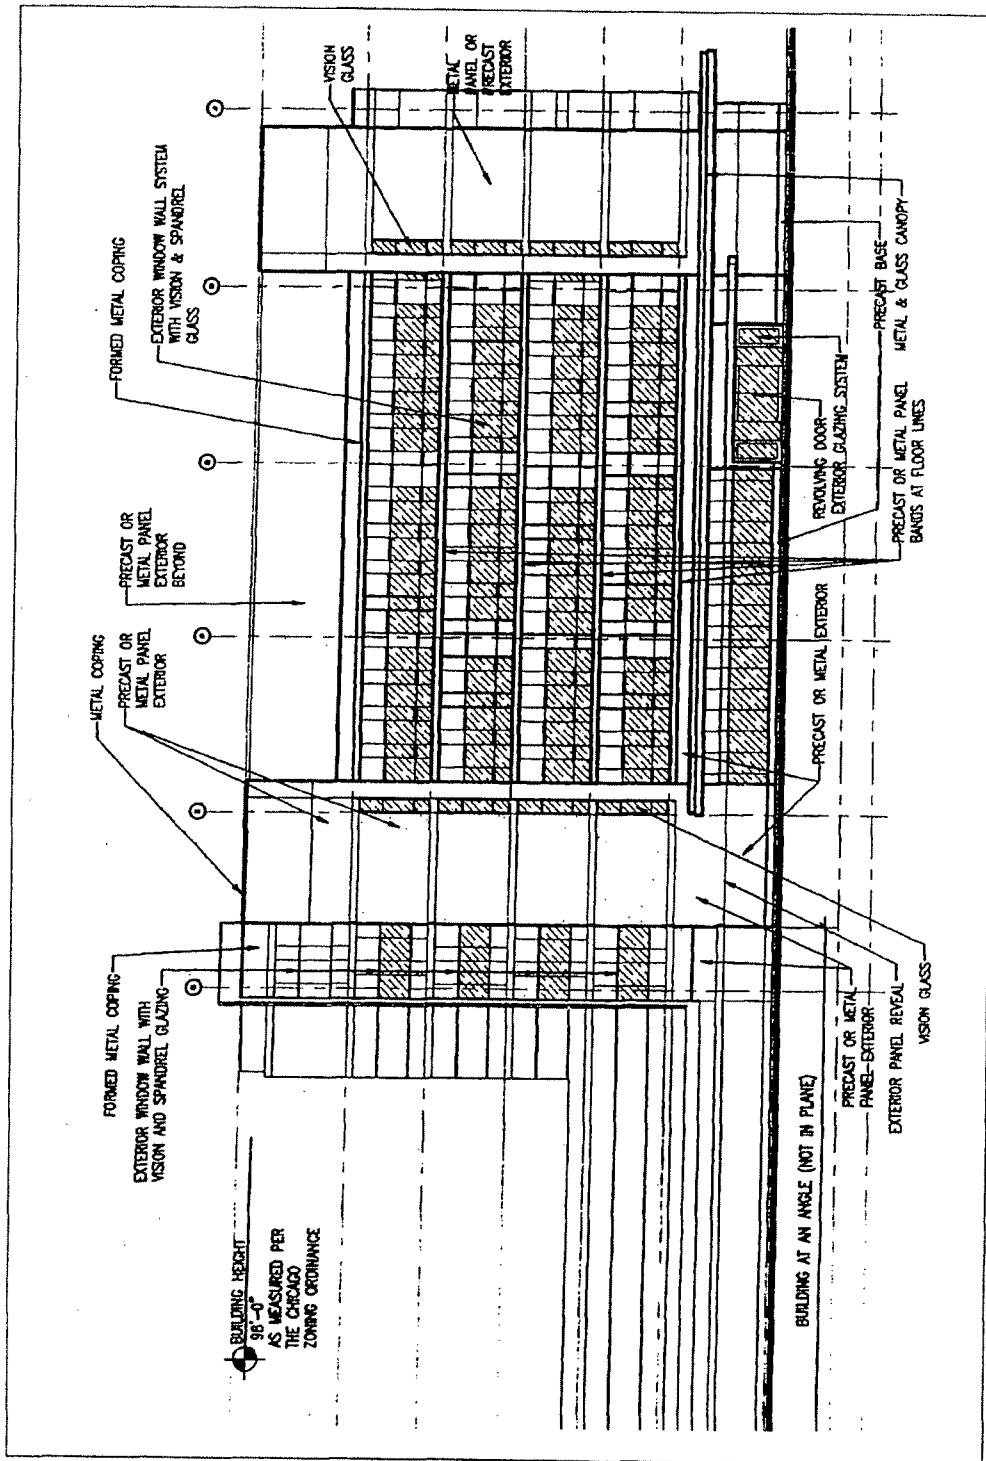 FORMED METAL COPING
EXTERIOR WINDOW WALL WITH
VISION AND SPANDREL GLAZING
METAL COPING
PRECAST OR
METAL PANEL
EXTERIOR
PRECAST OR
METAL PANEL
EXTERIOR
BEYOND
FORMED METAL COPING
EXTERIOR WINDOW WALL SYSTEM
WITH VISION & SPANDREL
GLASS
VISION
GLASS
METAL
PANEL OR
PRECAST
EXTERIOR
BUILDING HEIGHT
98'-0"
AS MEASURED PER
THE CHICAGO
ZONING ORDINANCE
BUILDING AT AN ANGLE (NOT IN PLANE)
PRECAST OR METAL
PANEL EXTERIOR
EXTERIOR PANEL REVEAL
VISION GLASS
PRECAST OR METAL EXTERIOR
REVOLVING DOOR
EXTERIOR GLAZING SYSTEM
PRECAST OR METAL PANEL
BANDS AT FLOOR LINES
PRECAST BASE
METAL & GLASS CANOPY